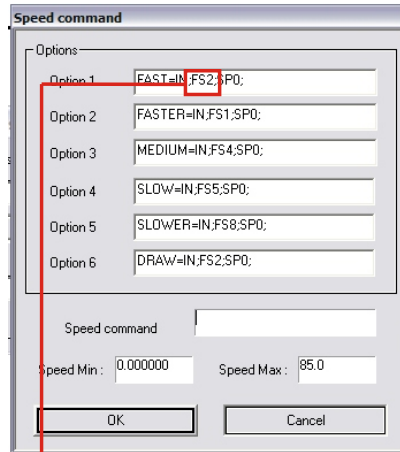 Speed command
Options
Option 1 FAST=IN;FS2;SP0;
Option 2 FASTER=IN;FS1;SP0;
Option 3 MEDIUM=IN;FS4;SP0;
Option 4 SLOW=IN;FS5;SP0;
Option 5 SLOWER=IN;FS8;SP0;
Option 6 DRAW=IN;FS2;SP0;
Speed command
Speed Min : 0.000000 Speed Max : 85.0
OK Cancel